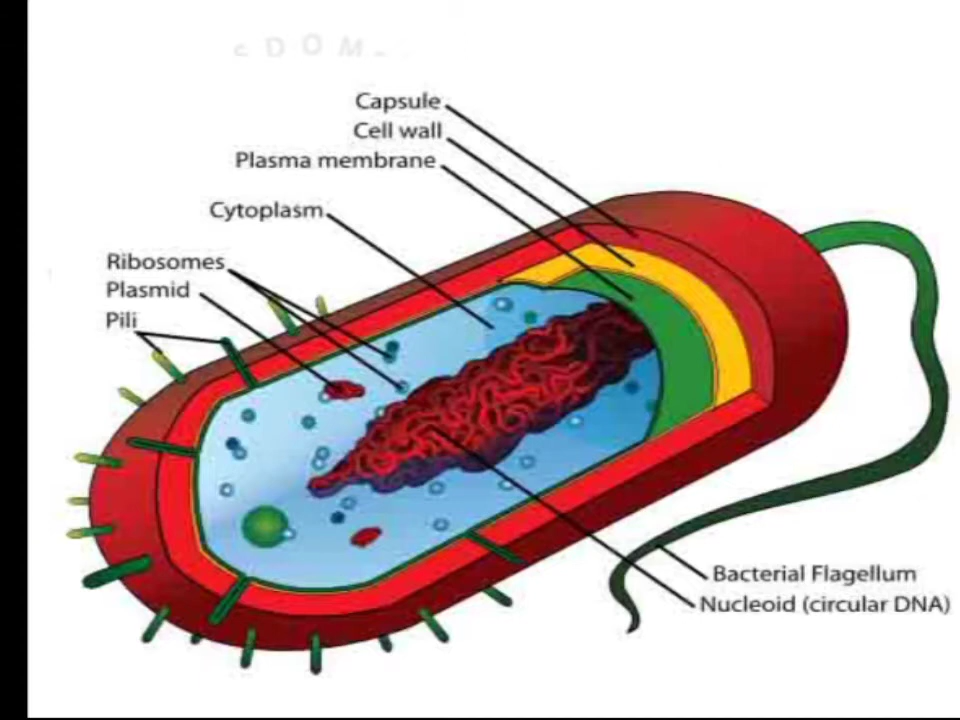 Capsule
Cell wall
Plasma membrane
Cytoplasm
Ribosomes
Plasmid
Pili
Bacterial Flagellum
Nucleoid (circular DNA)